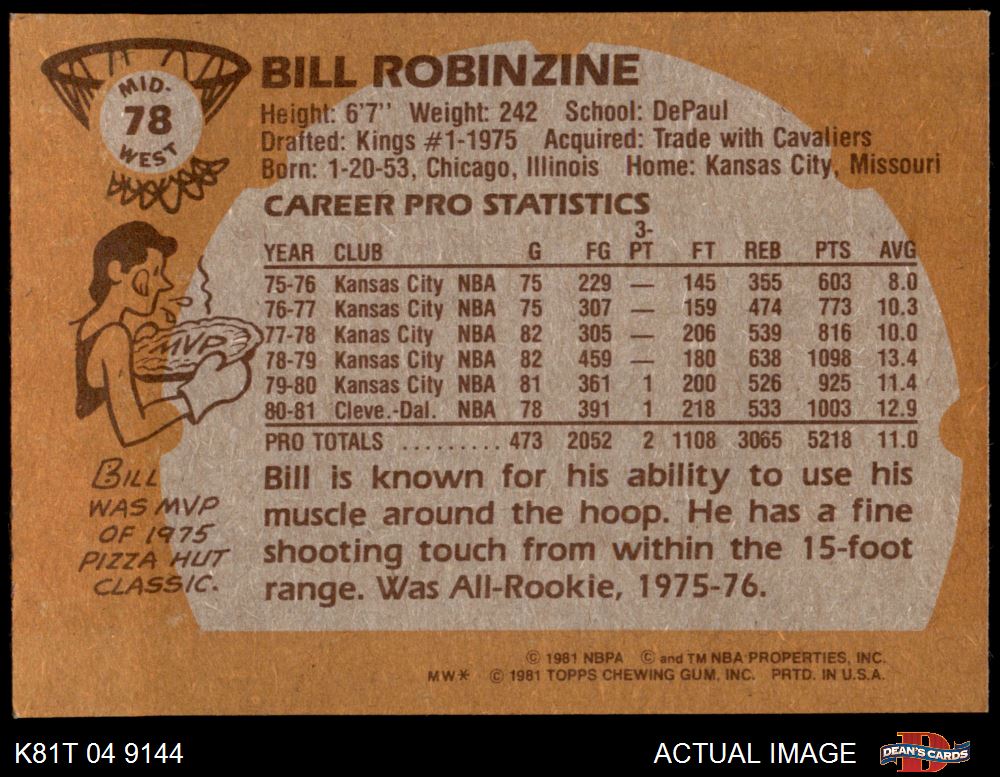 BILL ROBINZINE
MID-
78
WEST
Height: 6'7'' Weight: 242 School: DePaul
Drafted: Kings #1-1975 Acquired: Trade with Cavaliers
Born: 1-20-53, Chicago, Illinois Home: Kansas City, Missouri
CAREER PRO STATISTICS
YEAR CLUB G FG 3-PT FT REB PTS AVG
75-76 Kansas City NBA 75 229 — 145 355 603 8.0
76-77 Kansas City NBA 75 307 — 159 474 773 10.3
77-78 Kanas City NBA 82 305 — 206 539 816 10.0
78-79 Kansas City NBA 82 459 — 180 638 1098 13.4
79-80 Kansas City NBA 81 361 1 200 526 925 11.4
80-81 Cleve.-Dal. NBA 78 391 1 218 533 1003 12.9
PRO TOTALS .......... 473 2052 2 1108 3065 5218 11.0
MVP
BILL
WAS MVP
OF 1975
PIZZA HUT
CLASSIC.
Bill is known for his ability to use his
muscle around the hoop. He has a fine
shooting touch from within the 15-foot
range. Was All-Rookie, 1975-76.
© 1981 NBPA © and TM NBA PROPERTIES, INC.
MW* © 1981 TOPPS CHEWING GUM, INC. PRTD. IN U.S.A.
K81T 04 9144 ACTUAL IMAGE D DEAN'S CARDS